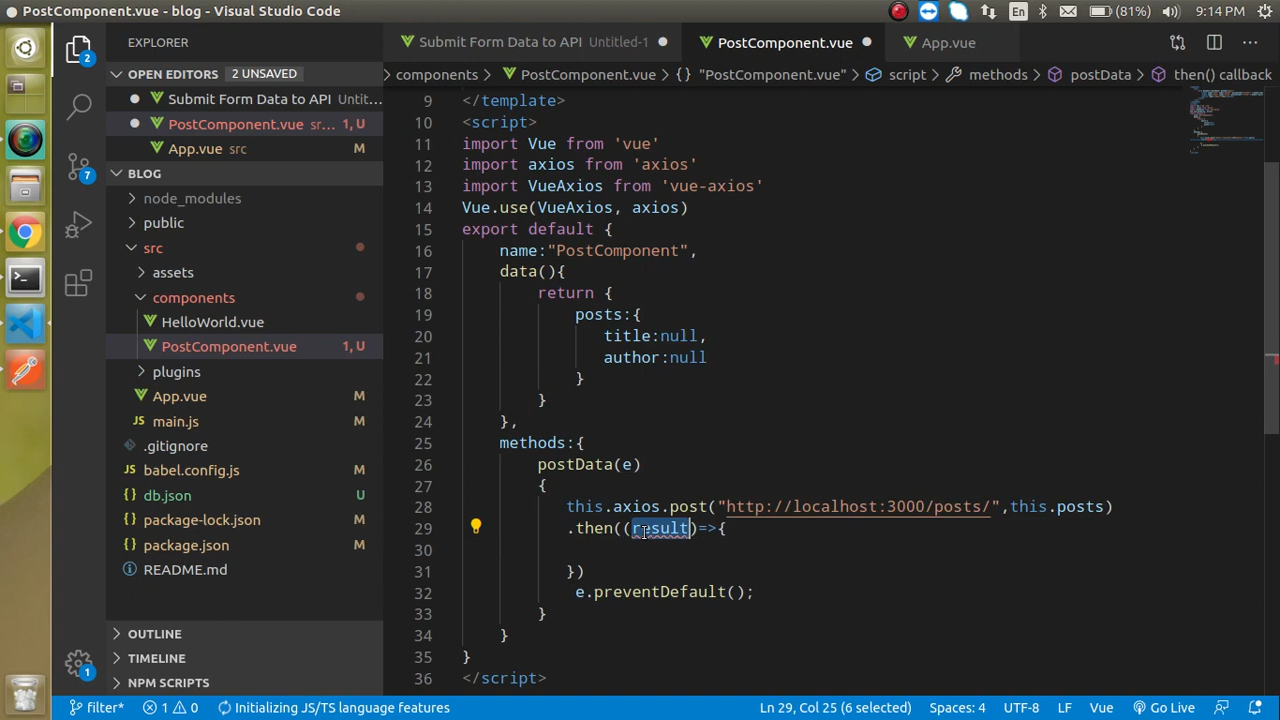 PostComponent.vue - blog - Visual Studio Code
En
(81%)
9:14 PM
EXPLORER
Submit Form Data to API Untitled-1
PostComponent.vue
App.vue
OPEN EDITORS 2 UNSAVED
components > PostComponent.vue > {} "PostComponent.vue" > script > methods > postData > then() callback
Submit Form Data to API Untit...
PostComponent.vue sr... 1, U
App.vue src M
BLOG
node_modules
public
src
assets
components
HelloWorld.vue
PostComponent.vue 1, U
plugins
App.vue M
main.js M
.gitignore
babel.config.js M
db.json U
package-lock.json M
package.json M
README.md
OUTLINE
TIMELINE
NPM SCRIPTS
2
7
1
9 </template>
10 <script>
11 import Vue from 'vue'
12 import axios from 'axios'
13 import VueAxios from 'vue-axios'
14 Vue.use(VueAxios, axios)
15 export default {
16 name:"PostComponent",
17 data(){
18 return {
19 posts:{
20 title:null,
21 author:null
22 }
23 }
24 },
25 methods:{
26 postData(e)
27 {
28 this.axios.post("http://localhost:3000/posts/",this.posts)
29 .then((result)=>{
30
31 })
32 e.preventDefault();
33 }
34 }
35 }
36 </script>
filter* 1 0 Initializing JS/TS language features Ln 29, Col 25 (6 selected) Spaces: 4 UTF-8 LF Vue Go Live